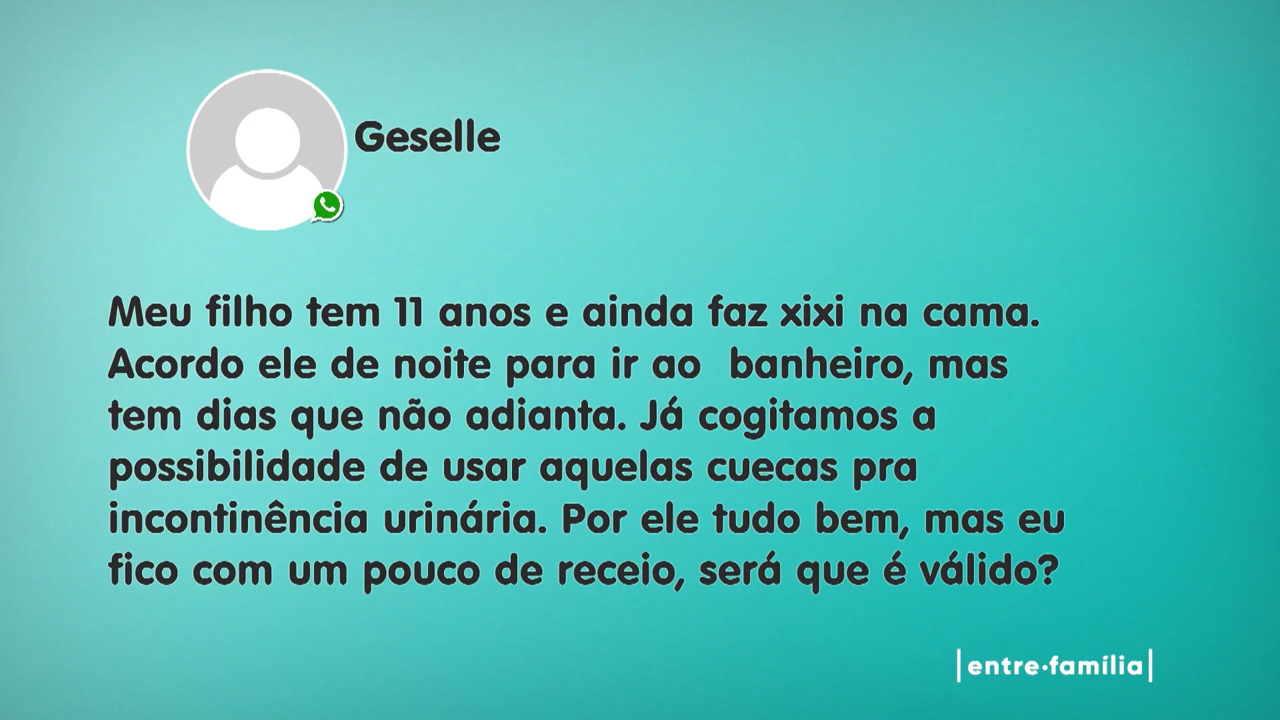 Geselle
Meu filho tem 11 anos e ainda faz xixi na cama.
Acordo ele de noite para ir ao  banheiro, mas
tem dias que não adianta. Já cogitamos a
possibilidade de usar aquelas cuecas pra
incontinência urinária. Por ele tudo bem, mas eu
fico com um pouco de receio, será que é válido?
|entre·família|